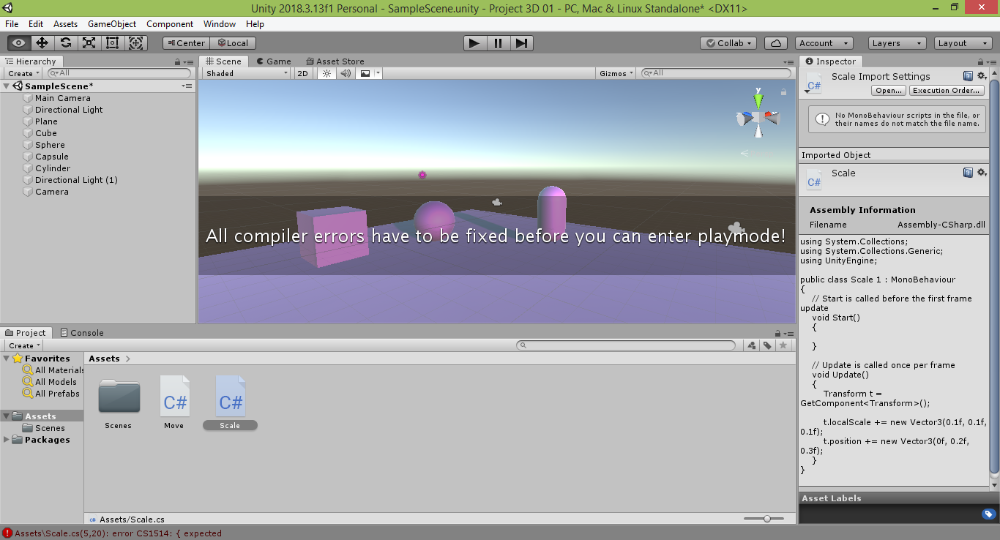 Unity 2018.3.13f1 Personal - SampleScene.unity - Project 3D 01 - PC, Mac & Linux Standalone* <DX11>
File Edit Assets GameObject Component Window Help
Center Local Collab Account Layers Layout
Hierarchy
Create All
SampleScene*
Main Camera
Directional Light
Plane
Cube
Sphere
Capsule
Cylinder
Directional Light (1)
Camera
Scene Game Asset Store
Shaded 2D Gizmos All
y
All compiler errors have to be fixed before you can enter playmode!
Inspector
C#
Scale Import Settings
Open... Execution Order...
No MonoBehaviour scripts in the file, or
their names do not match the file name.
Imported Object
C#
Scale
Assembly Information
Filename Assembly-CSharp.dll
using System.Collections;
using System.Collections.Generic;
using UnityEngine;
public class Scale 1 : MonoBehaviour
{
// Start is called before the first frame
update
void Start()
{
}
// Update is called once per frame
void Update()
{
Transform t =
GetComponent<Transform>();
t.localScale += new Vector3(0.1f, 0.1f,
0.1f);
t.position += new Vector3(0f, 0.2f,
0.3f);
}
}
Asset Labels
Project Console
Create
Favorites
All Materials
All Models
All Prefabs
Assets
Scenes
Packages
Assets
C# C#
Scenes Move Scale
C# Assets/Scale.cs
Assets\Scale.cs(5,20): error CS1514: { expected